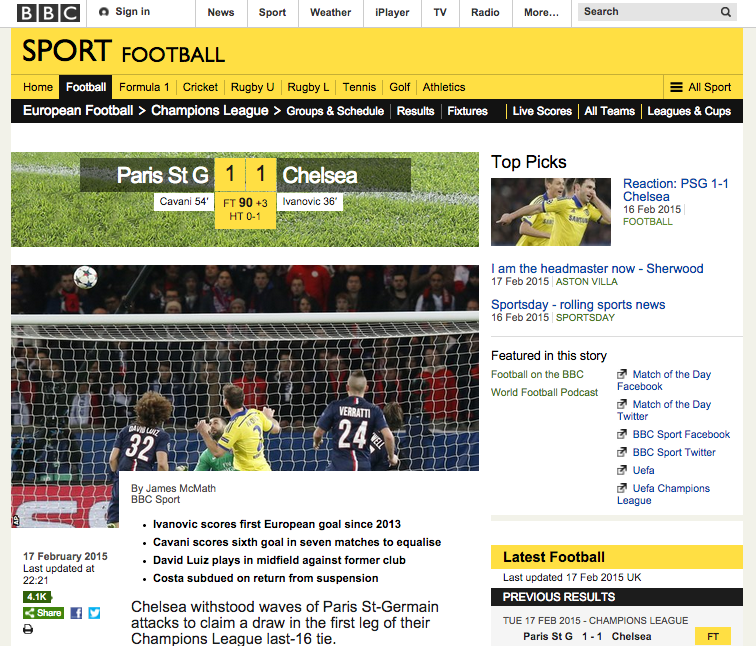 BBC Sign in News Sport Weather iPlayer TV Radio More... Search
SPORT FOOTBALL
Home Football Formula 1 Cricket Rugby U Rugby L Tennis Golf Athletics All Sport
European Football > Champions League > Groups & Schedule Results Fixtures Live Scores All Teams Leagues & Cups
Paris St G 1 1 Chelsea
Cavani 54' FT 90 +3 Ivanovic 36'
HT 0-1
DAVID LUIZ
32
2
VERRATTI
24
By James McMath
BBC Sport
• Ivanovic scores first European goal since 2013
• Cavani scores sixth goal in seven matches to equalise
• David Luiz plays in midfield against former club
• Costa subdued on return from suspension
17 February 2015
Last updated at
22:21
4.1K
Share
Chelsea withstood waves of Paris St-Germain
attacks to claim a draw in the first leg of their
Champions League last-16 tie.
Top Picks
SAMSUNG
Reaction: PSG 1-1
Chelsea
16 Feb 2015
FOOTBALL
I am the headmaster now - Sherwood
17 Feb 2015 ASTON VILLA
Sportsday - rolling sports news
16 Feb 2015 SPORTSDAY
Featured in this story
Football on the BBC
World Football Podcast
Match of the Day
Facebook
Match of the Day
Twitter
BBC Sport Facebook
BBC Sport Twitter
Uefa
Uefa Champions
League
Latest Football
Last updated 17 Feb 2015 UK
PREVIOUS RESULTS
TUE 17 FEB 2015 - CHAMPIONS LEAGUE
Paris St G 1 - 1 Chelsea FT